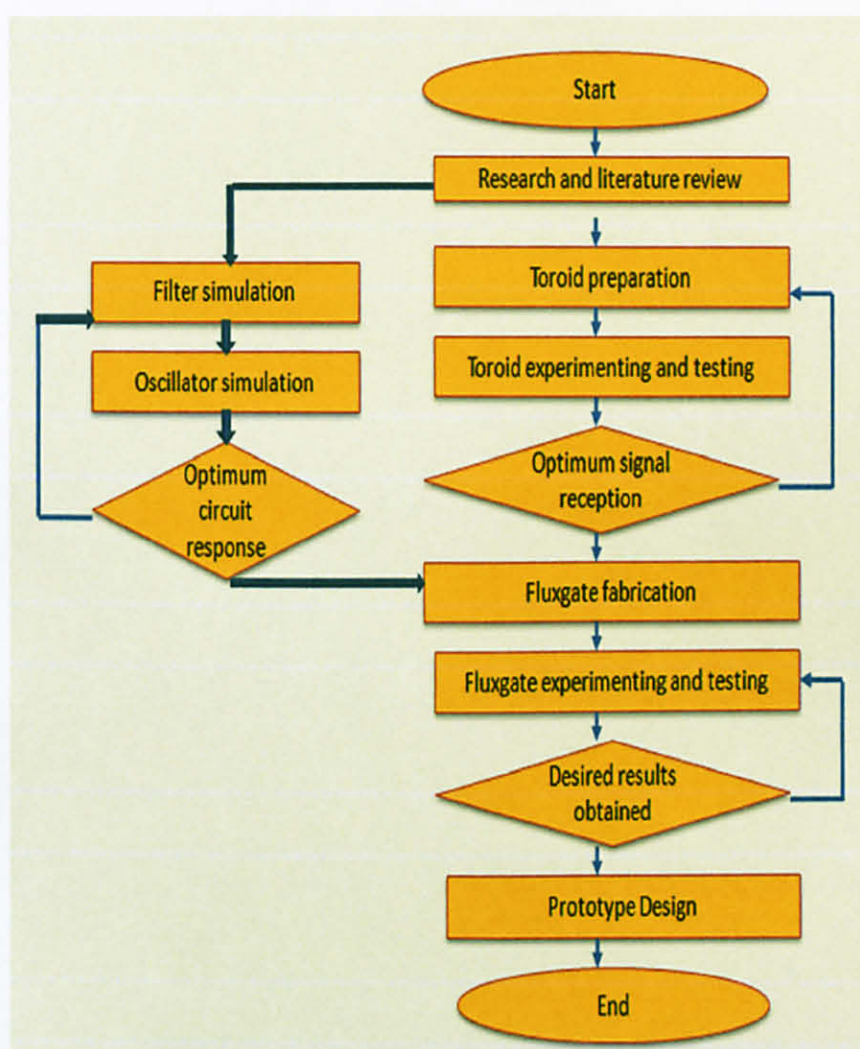 Start
Research and literature review
Filter simulation
Toroid preparation
Oscillator simulation
Toroid experimenting and testing
Optimum
circuit
response
Optimum signal
reception
Fluxgate fabrication
Fluxgate experimenting and testing
Desired results
obtained
Prototype Design
End